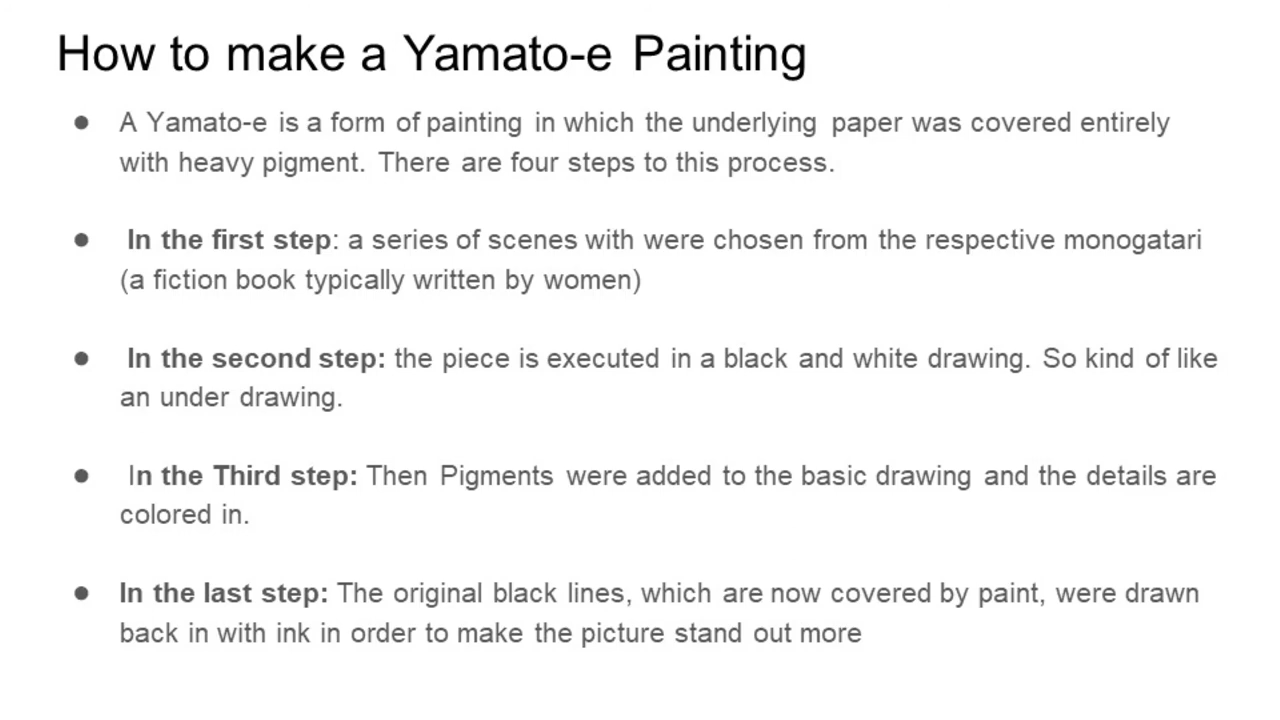 How to make a Yamato-e Painting
● A Yamato-e is a form of painting in which the underlying paper was covered entirely
with heavy pigment. There are four steps to this process.
● In the first step: a series of scenes with were chosen from the respective monogatari
(a fiction book typically written by women)
● In the second step: the piece is executed in a black and white drawing. So kind of like
an under drawing.
● In the Third step: Then Pigments were added to the basic drawing and the details are
colored in.
● In the last step: The original black lines, which are now covered by paint, were drawn
back in with ink in order to make the picture stand out more